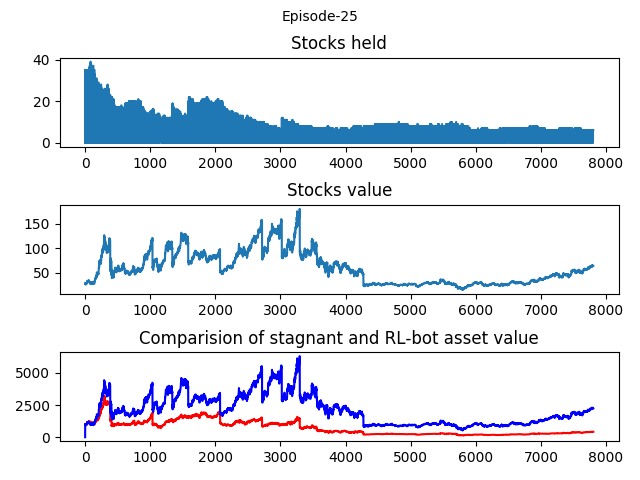 Episode-25
Stocks held
40
20
0
0 1000 2000 3000 4000 5000 6000 7000 8000
Stocks value
150
100
50
0 1000 2000 3000 4000 5000 6000 7000 8000
Comparision of stagnant and RL-bot asset value
5000
2500
0
0 1000 2000 3000 4000 5000 6000 7000 8000